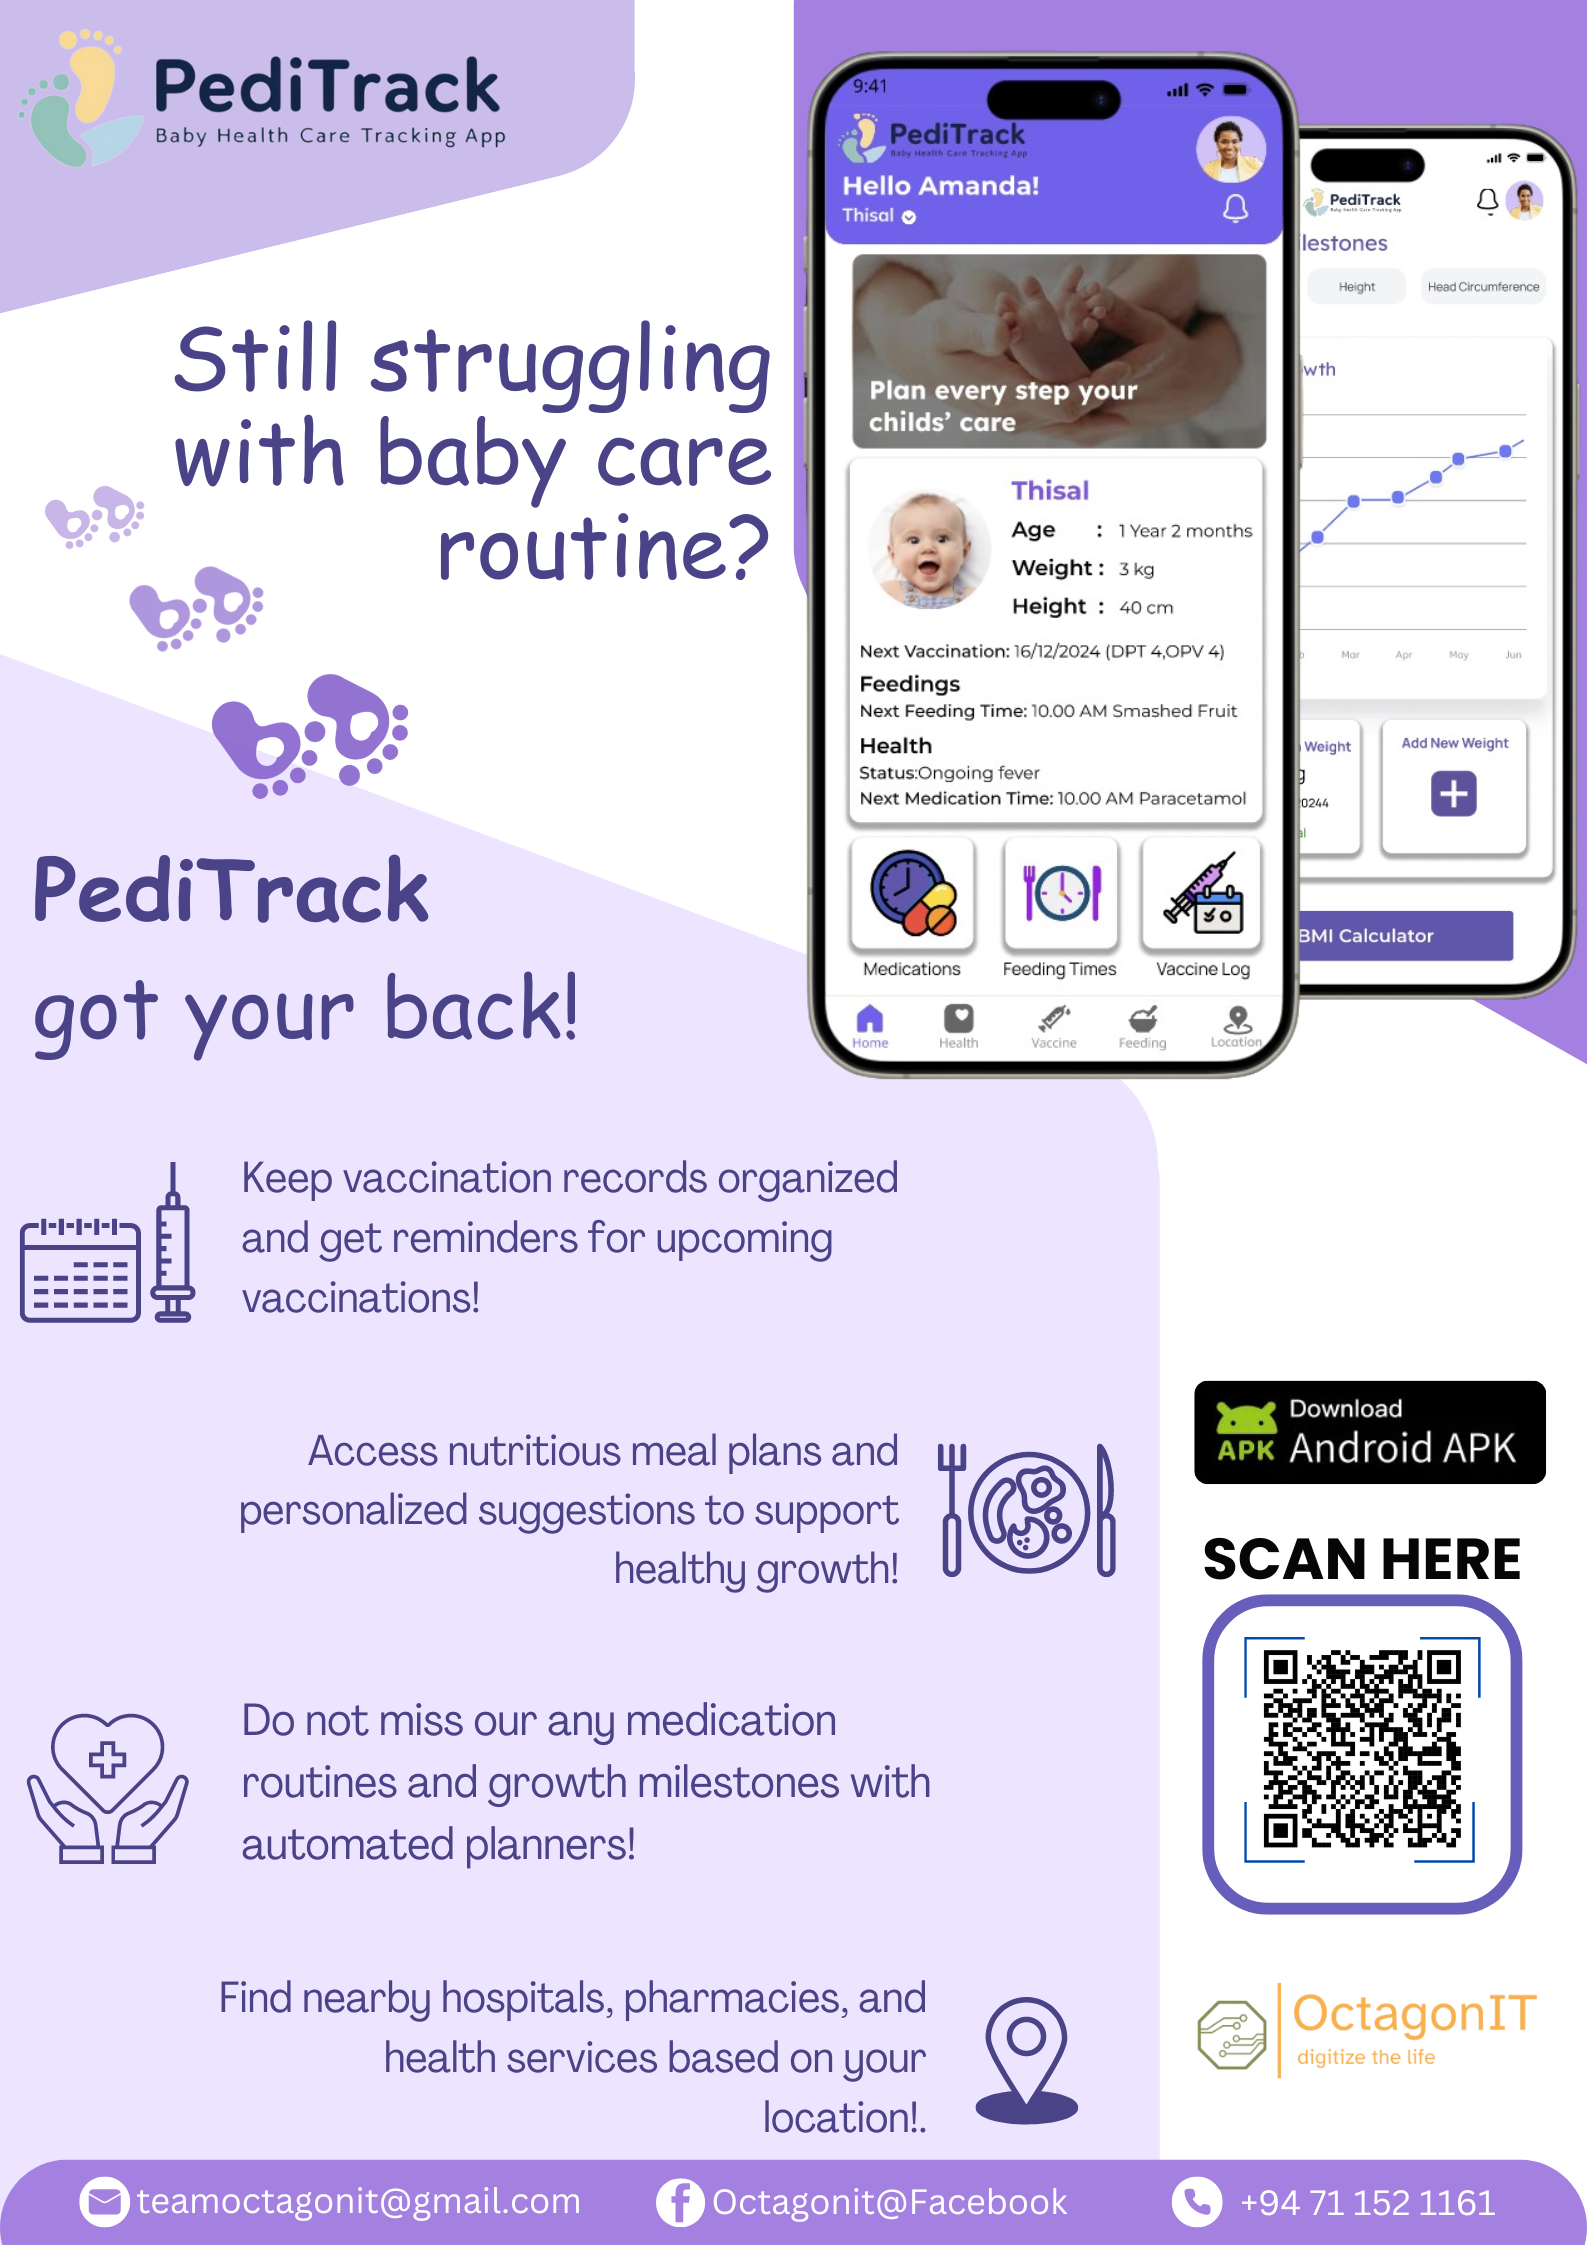 PediTrack
Baby Health Care Tracking App
Still struggling
with baby care
routine?
PediTrack
got your back!
9:41
PediTrack
Baby Health Care Tracking App
Hello Amanda!
Thisal
Plan every step your
childs’ care
Thisal
Age : 1 Year 2 months
Weight : 3 kg
Height : 40 cm
Next Vaccination: 16/12/2024 (DPT 4,OPV 4)
Feedings
Next Feeding Time: 10.00 AM Smashed Fruit
Health
Status:Ongoing fever
Next Medication Time: 10.00 AM Paracetamol
Medications
Feeding Times
Vaccine Log
Home
Health
Vaccine
Feeding
Location
PediTrack
Baby Health Care Tracking App
lestones
Height
Head Circumference
wth
Mar Apr May Jun
Weight
Add New Weight
20244
BMI Calculator
Keep vaccination records organized
and get reminders for upcoming
vaccinations!
Access nutritious meal plans and
personalized suggestions to support
healthy growth!
Do not miss our any medication
routines and growth milestones with
automated planners!
Find nearby hospitals, pharmacies, and
health services based on your
location!.
Download
APK Android APK
SCAN HERE
OctagonIT
digitize the life
teamoctagonit@gmail.com
Octagonit@Facebook
+94 71 152 1161